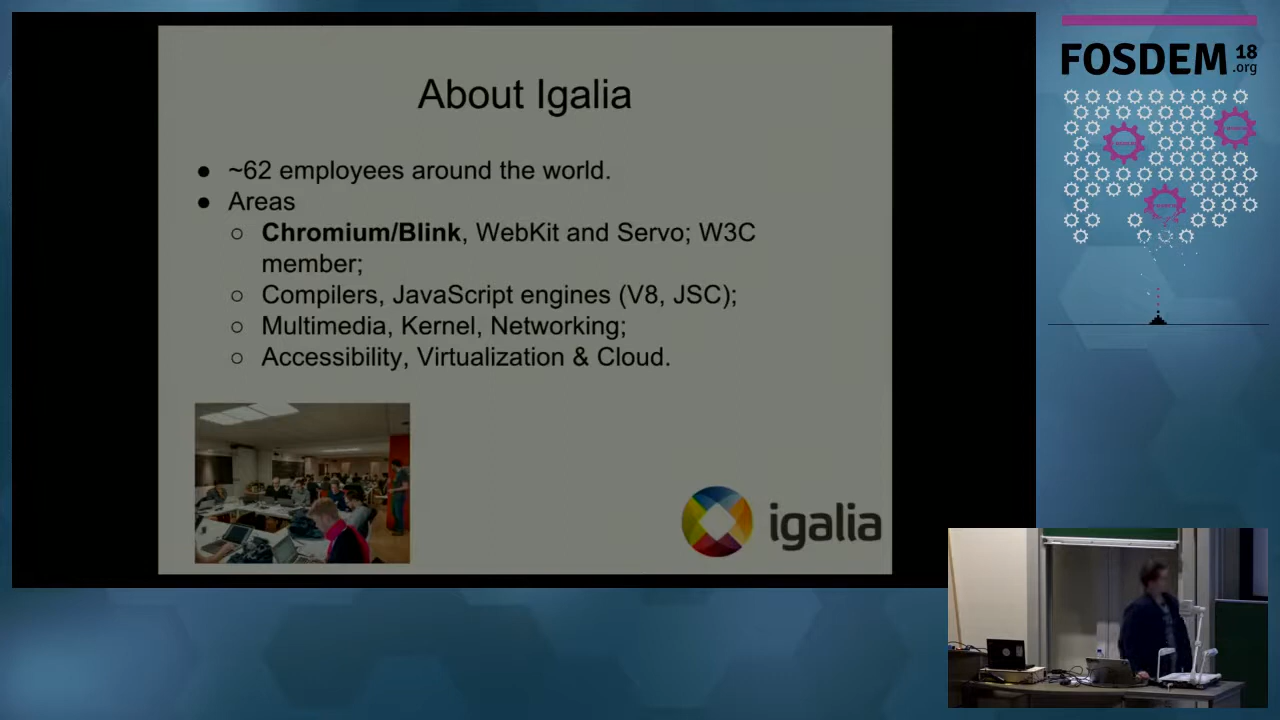 About Igalia
● ~62 employees around the world.
● Areas
○ Chromium/Blink, WebKit and Servo; W3C
member;
○ Compilers, JavaScript engines (V8, JSC);
○ Multimedia, Kernel, Networking;
○ Accessibility, Virtualization & Cloud.
igalia
FOSDEM 18
.org